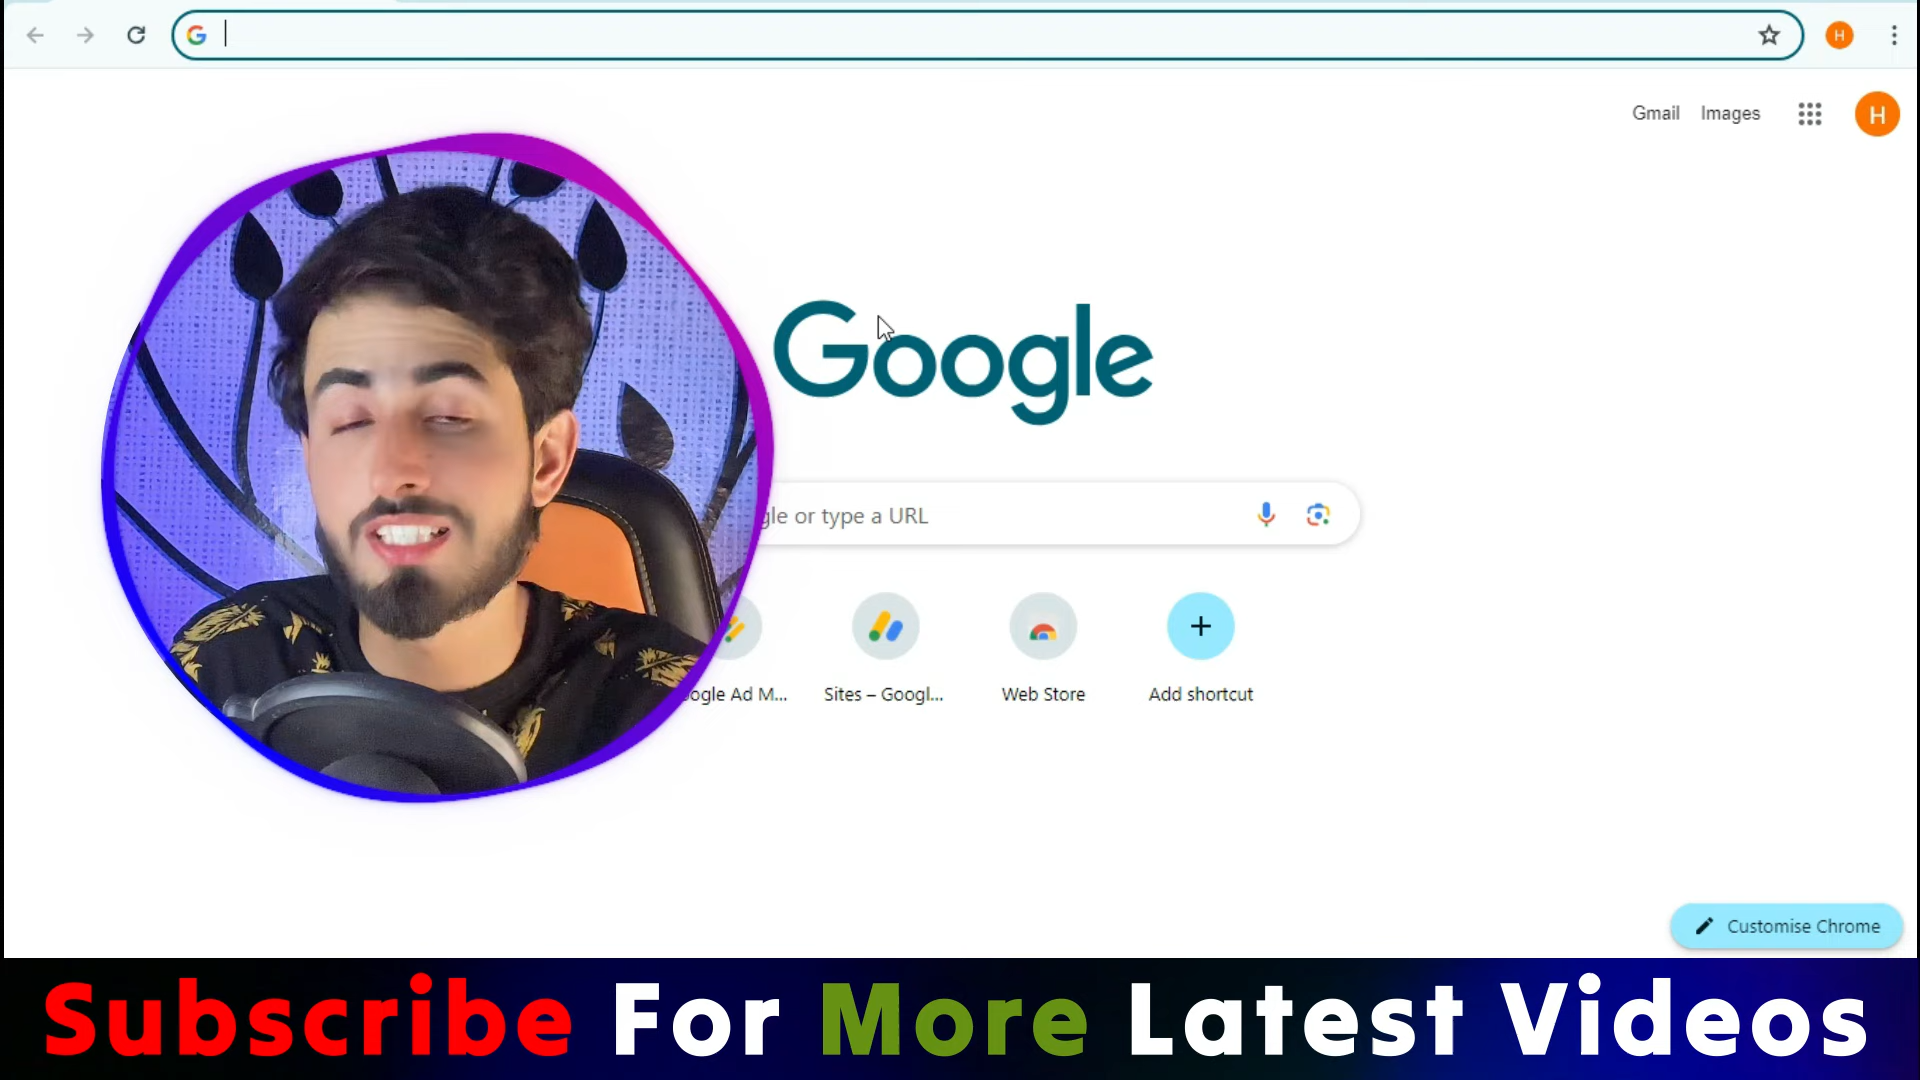 Gmail Images
H
H
Google
gle or type a URL
ogle Ad M...
Sites – Googl...
Web Store
Add shortcut
Customise Chrome
Subscribe For More Latest Videos